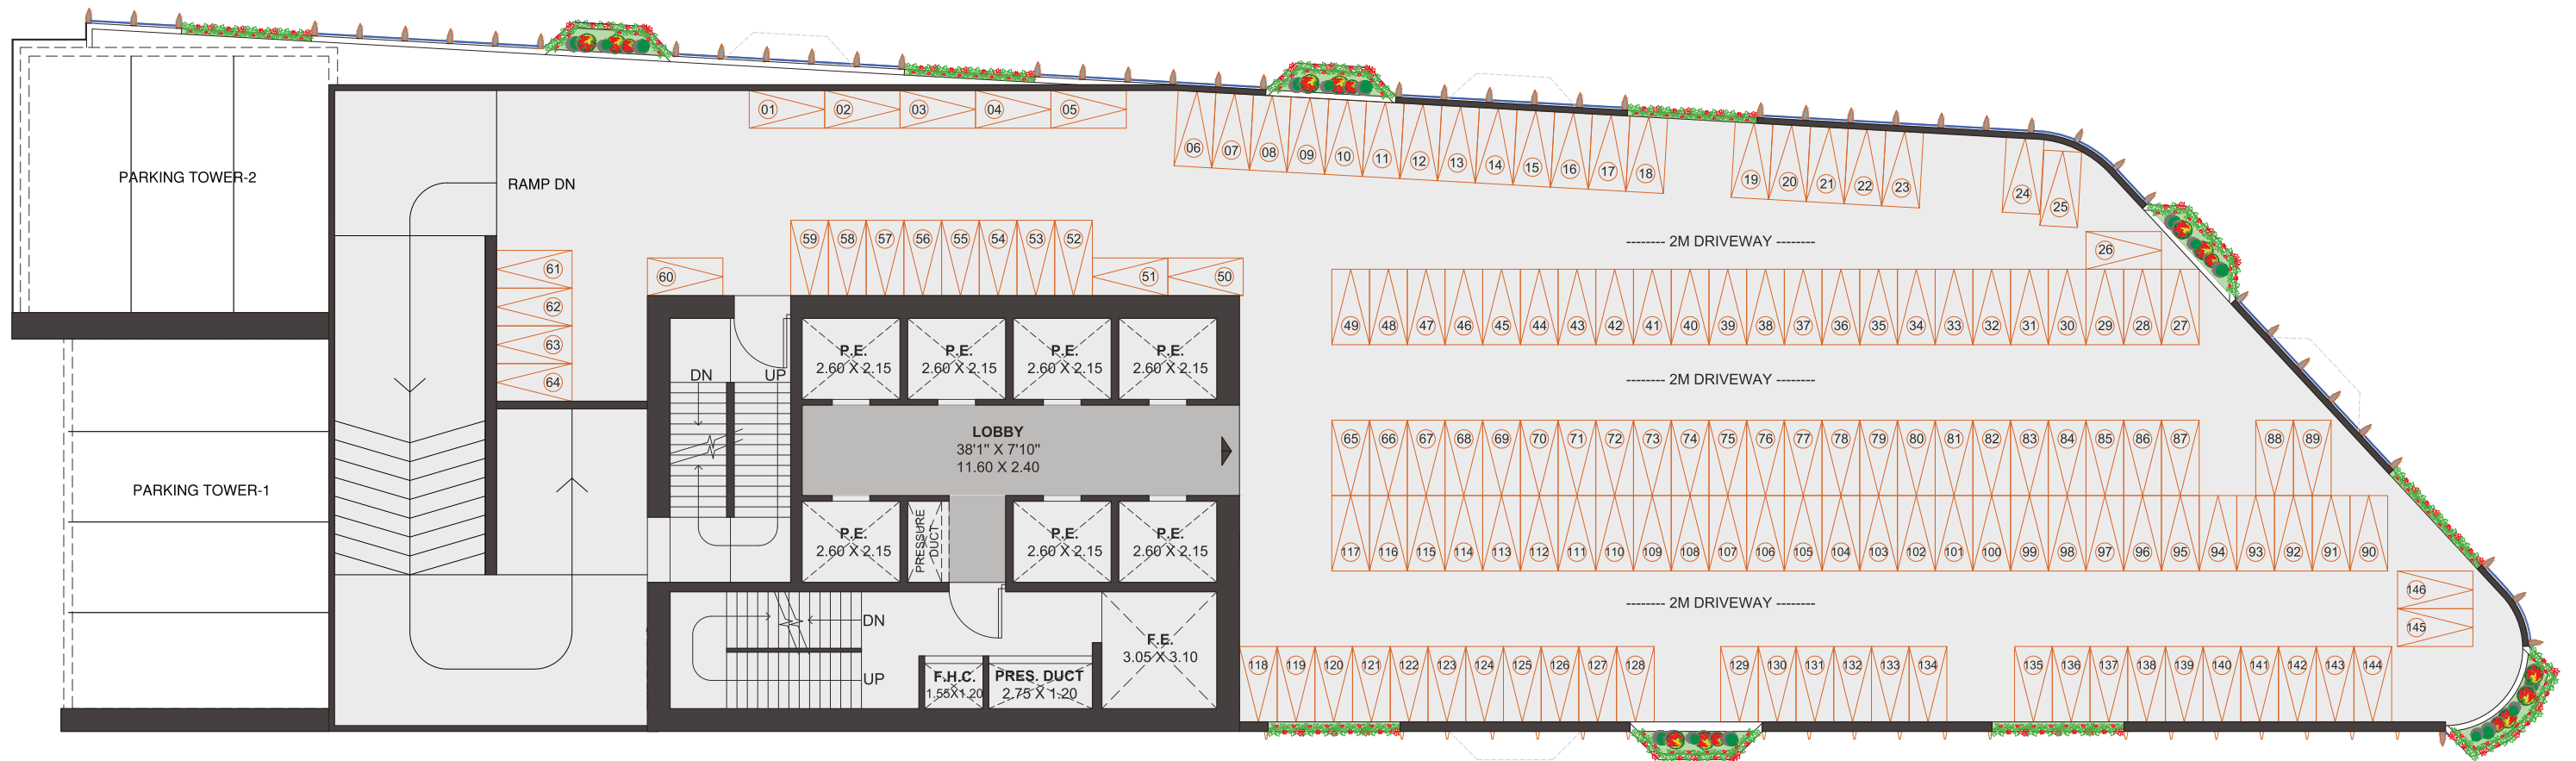 PARKING TOWER-2
RAMP DN
01 02 03 04 05
06 07 08 09 10 11 12 13 14 15 16 17 18
19 20 21 22 23
24 25
26
-------- 2M DRIVEWAY --------
59 58 57 56 55 54 53 52
51 50
60
61
62
63
64
49 48 47 46 45 44 43 42 41 40 39 38 37 36 35 34 33 32 31 30 29 28 27
P.E.
2.60 X 2.15
P.E.
2.60 X 2.15
P.E.
2.60 X 2.15
P.E.
2.60 X 2.15
DN UP
-------- 2M DRIVEWAY --------
LOBBY
38'1" X 7'10"
11.60 X 2.40
65 66 67 68 69 70 71 72 73 74 75 76 77 78 79 80 81 82 83 84 85 86 87
88 89
PARKING TOWER-1
P.E.
2.60 X 2.15
PRESSURE
DUCT
P.E.
2.60 X 2.15
P.E.
2.60 X 2.15
117 116 115 114 113 112 111 110 109 108 107 106 105 104 103 102 101 100 99 98 97 96 95 94 93 92 91 90
-------- 2M DRIVEWAY --------
146
145
DN
UP
F.E.
3.05 X 3.10
F.H.C.
1.55X1.20
PRES. DUCT
2.75 X 1.20
118 119 120 121 122 123 124 125 126 127 128
129 130 131 132 133 134
135 136 137 138 139 140 141 142 143 144